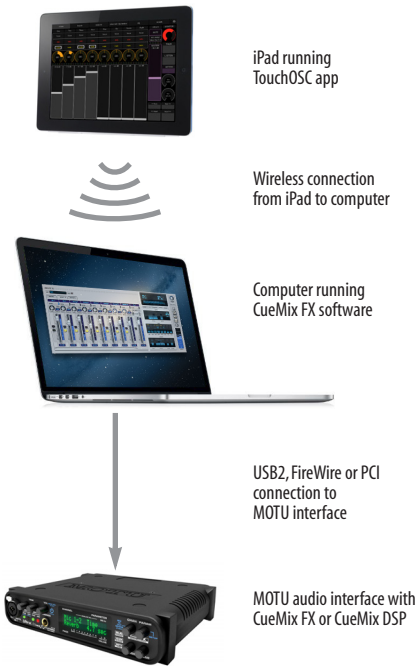 iPad running
TouchOSC app
Wireless connection
from iPad to computer
Computer running
CueMix FX software
USB2, FireWire or PCI
connection to
MOTU interface
MOTU audio interface with
CueMix FX or CueMix DSP